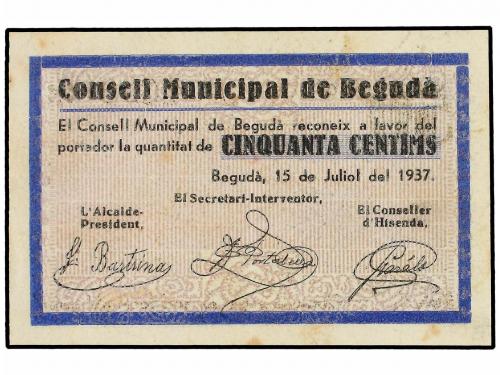 Consell Municipal de Begudà
El Consell Municipal de Begudà reconeix a favor del
portador la quantitat de CINQUANTA CENTIMS
Begudà, 15 de Juliol del 1937.
El Secretari-Interventor,
L'Alcalde-
President,
El Conseller
d'Hisenda,
Bastrina